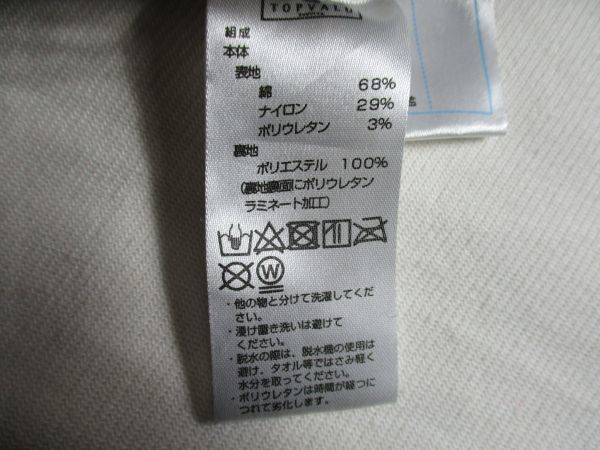 TOPVALU
組成
本体
表地
綿 68%
ナイロン 29%
ポリウレタン 3%
裏地
ポリエステル 100%
(裏地裏面にポリウレタン
ラミネート加工)
W
・他の物と分けて洗濯してくだ
さい。
・浸け置き洗いは避けて
ください。
・脱水の際は、脱水機の使用は
避け、タオル等ではさみ軽く
水分を取ってください。
・ポリウレタンは時間が経つに
つれて劣化します。